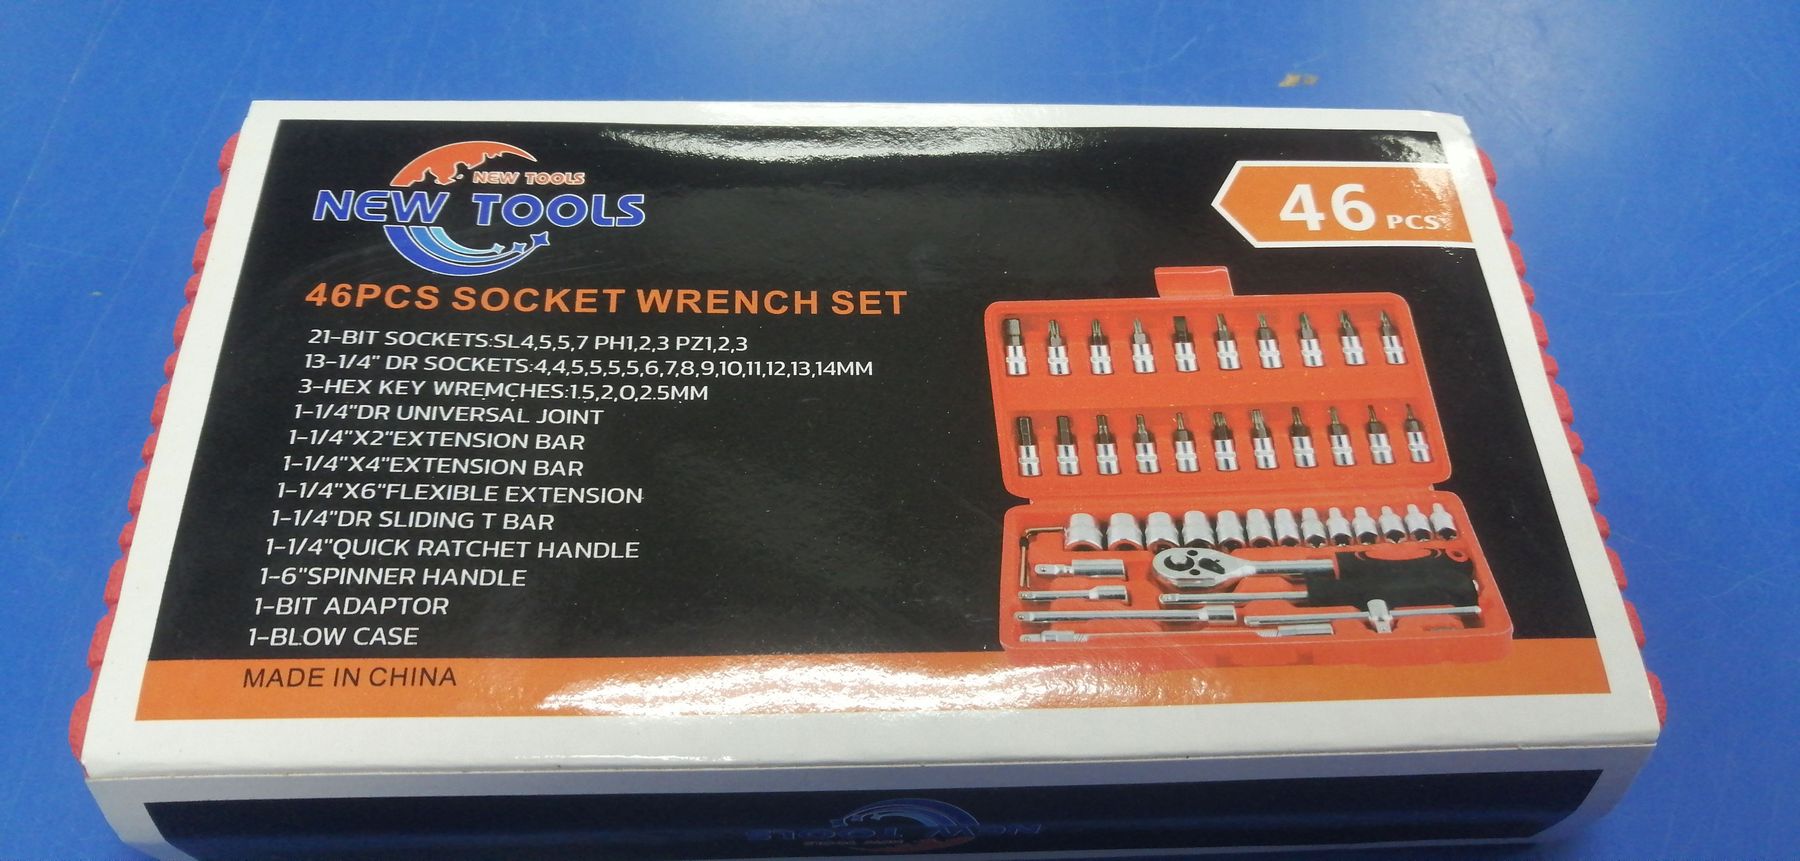 NEW TOOLS
NEW TOOLS
46 PCS
46PCS SOCKET WRENCH SET
21-BIT SOCKETS:SL4,5,5,7 PH1,2,3 PZ1,2,3
13-1/4" DR SOCKETS:4,4,5,5,5,5,6,7,8,9,10,11,12,13,14MM
3-HEX KEY WREMCHES:1.5,2,0,2.5MM
1-1/4"DR UNIVERSAL JOINT
1-1/4"X2"EXTENSION BAR
1-1/4"X4"EXTENSION BAR
1-1/4"X6"FLEXIBLE EXTENSION
1-1/4"DR SLIDING T BAR
1-1/4"QUICK RATCHET HANDLE
1-6"SPINNER HANDLE
1-BIT ADAPTOR
1-BLOW CASE
MADE IN CHINA
NEW TOOLS
NEW TOOLS